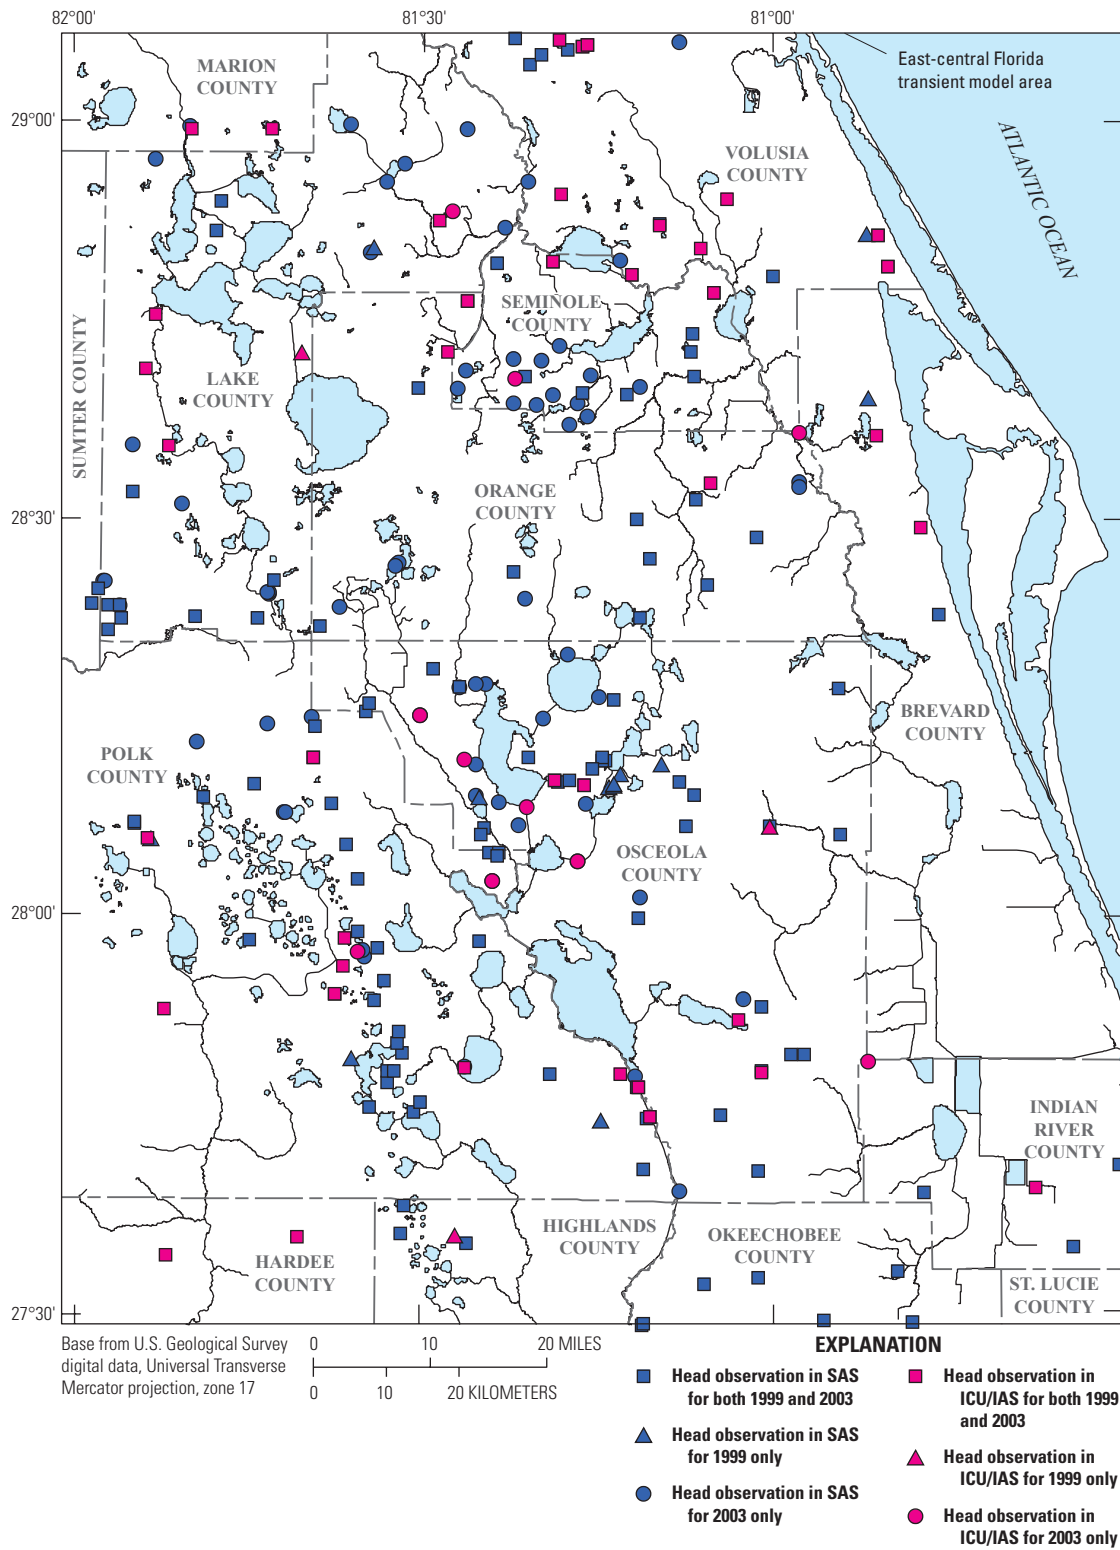 82°00'
81°30'
81°00'
East-central Florida
transient model area
MARION
COUNTY
29°00'
ATLANTIC OCEAN
VOLUSIA
COUNTY
SEMINOLE
COUNTY
SUMTER COUNTY
LAKE
COUNTY
ORANGE
COUNTY
28°30'
BREVARD
COUNTY
POLK
COUNTY
OSCEOLA
COUNTY
28°00'
INDIAN
RIVER
COUNTY
HIGHLANDS
COUNTY
OKEECHOBEE
COUNTY
HARDEE
COUNTY
ST. LUCIE
COUNTY
27°30'
Base from U.S. Geological Survey
digital data, Universal Transverse
Mercator projection, zone 17
0 10 20 MILES
0 10 20 KILOMETERS
EXPLANATION
Head observation in SAS
for both 1999 and 2003
Head observation in SAS
for 1999 only
Head observation in SAS
for 2003 only
Head observation in
ICU/IAS for both 1999
and 2003
Head observation in
ICU/IAS for 1999 only
Head observation in
ICU/IAS for 2003 only